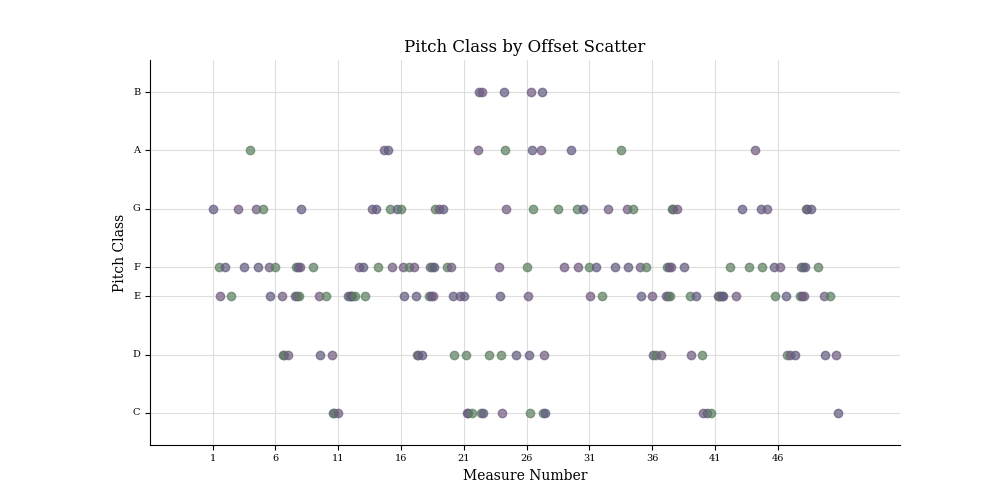 Pitch Class by Offset Scatter
B
A
G
F
E
D
C
Pitch Class
1 6 11 16 21 26 31 36 41 46
Measure Number